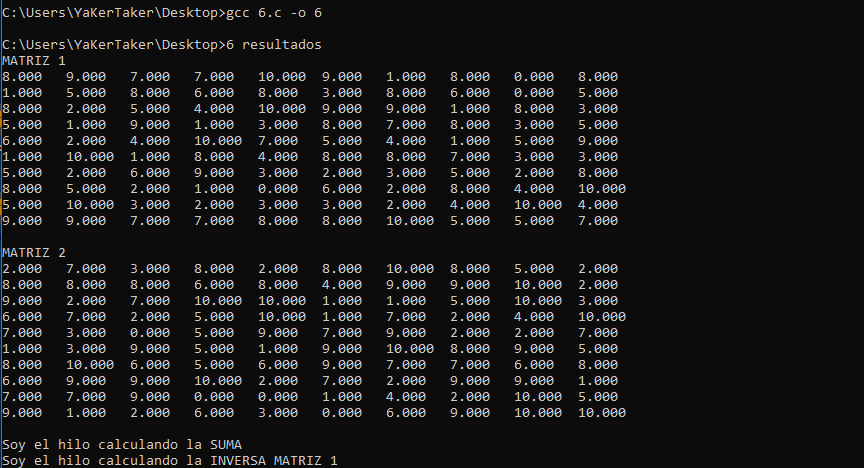 C:\Users\YaKerTaker\Desktop>gcc 6.c -o 6
C:\Users\YaKerTaker\Desktop>6 resultados
MATRIZ 1
8.000 9.000 7.000 7.000 10.000 9.000 1.000 8.000 0.000 8.000
1.000 5.000 8.000 6.000 8.000 3.000 8.000 6.000 0.000 5.000
8.000 2.000 5.000 4.000 10.000 9.000 9.000 1.000 8.000 3.000
5.000 1.000 9.000 1.000 3.000 8.000 7.000 8.000 3.000 5.000
6.000 2.000 4.000 10.000 7.000 5.000 4.000 1.000 5.000 9.000
1.000 10.000 1.000 8.000 4.000 8.000 8.000 7.000 3.000 3.000
5.000 2.000 6.000 9.000 3.000 2.000 3.000 5.000 2.000 8.000
8.000 5.000 2.000 1.000 0.000 6.000 2.000 8.000 4.000 10.000
5.000 10.000 3.000 2.000 3.000 3.000 2.000 4.000 10.000 4.000
9.000 9.000 7.000 7.000 8.000 8.000 10.000 5.000 5.000 7.000
MATRIZ 2
2.000 7.000 3.000 8.000 2.000 8.000 10.000 8.000 5.000 2.000
8.000 8.000 8.000 6.000 8.000 4.000 9.000 9.000 10.000 2.000
9.000 2.000 7.000 10.000 10.000 1.000 1.000 5.000 10.000 3.000
6.000 7.000 2.000 5.000 10.000 1.000 7.000 2.000 4.000 10.000
7.000 3.000 0.000 5.000 9.000 7.000 9.000 2.000 2.000 7.000
1.000 3.000 9.000 5.000 1.000 9.000 10.000 8.000 9.000 5.000
8.000 10.000 6.000 5.000 6.000 9.000 7.000 7.000 6.000 8.000
6.000 9.000 9.000 10.000 2.000 7.000 2.000 9.000 9.000 1.000
7.000 7.000 9.000 0.000 0.000 1.000 4.000 2.000 10.000 5.000
9.000 1.000 2.000 6.000 3.000 0.000 6.000 9.000 10.000 10.000
Soy el hilo calculando la SUMA
Soy el hilo calculando la INVERSA MATRIZ 1